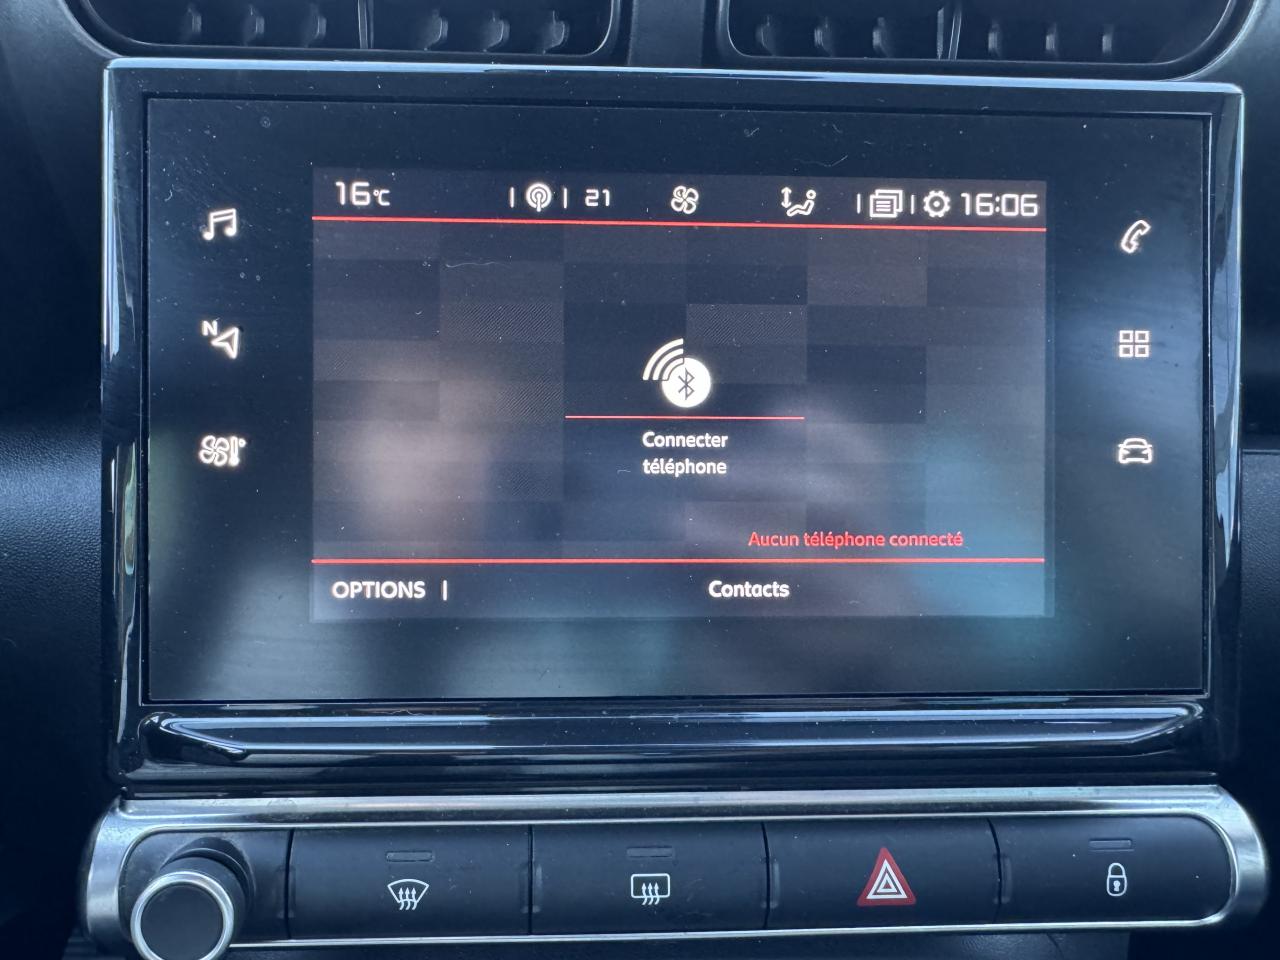 16°C 21 16:06
N
Connecter
téléphone
Aucun téléphone connecté
OPTIONS Contacts